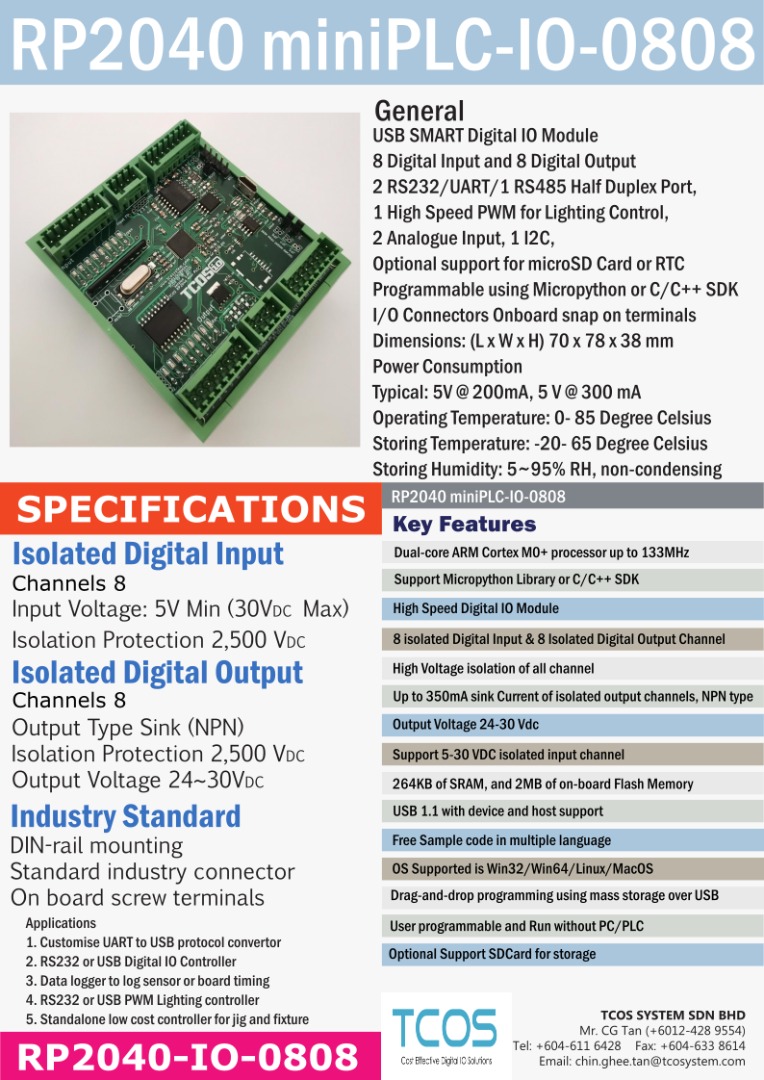 RP2040 miniPLC-IO-0808
General
USB SMART Digital IO Module
8 Digital Input and 8 Digital Output
2 RS232/UART/1 RS485 Half Duplex Port,
1 High Speed PWM for Lighting Control,
2 Analogue Input, 1 I2C,
Optional support for microSD Card or RTC
Programmable using Micropython or C/C++ SDK
I/O Connectors Onboard snap on terminals
Dimensions: (L x W x H) 70 x 78 x 38 mm
Power Consumption
Typical: 5V @ 200mA, 5 V @ 300 mA
Operating Temperature: 0- 85 Degree Celsius
Storing Temperature: -20- 65 Degree Celsius
Storing Humidity: 5~95% RH, non-condensing
TCOS
Output
SPECIFICATIONS
Isolated Digital Input
Channels 8
Input Voltage: 5V Min (30VDC Max)
Isolation Protection 2,500 VDC
Isolated Digital Output
Channels 8
Output Type Sink (NPN)
Isolation Protection 2,500 VDC
Output Voltage 24~30VDC
Industry Standard
DIN-rail mounting
Standard industry connector
On board screw terminals
Applications
1. Customise UART to USB protocol convertor
2. RS232 or USB Digital IO Controller
3. Data logger to log sensor or board timing
4. RS232 or USB PWM Lighting controller
5. Standalone low cost controller for jig and fixture
RP2040-IO-0808
RP2040 miniPLC-IO-0808
Key Features
Dual-core ARM Cortex M0+ processor up to 133MHz
Support Micropython Library or C/C++ SDK
High Speed Digital IO Module
8 isolated Digital Input & 8 Isolated Digital Output Channel
High Voltage isolation of all channel
Up to 350mA sink Current of isolated output channels, NPN type
Output Voltage 24-30 Vdc
Support 5-30 VDC isolated input channel
264KB of SRAM, and 2MB of on-board Flash Memory
USB 1.1 with device and host support
Free Sample code in multiple language
OS Supported is Win32/Win64/Linux/MacOS
Drag-and-drop programming using mass storage over USB
User programmable and Run without PC/PLC
Optional Support SDCard for storage
TCOS
Cost Effective Digital IO Solutions
TCOS SYSTEM SDN BHD
Mr. CG Tan (+6012-428 9554)
Tel: +604-611 6428 Fax: +604-633 8614
Email: chin.ghee.tan@tcosystem.com